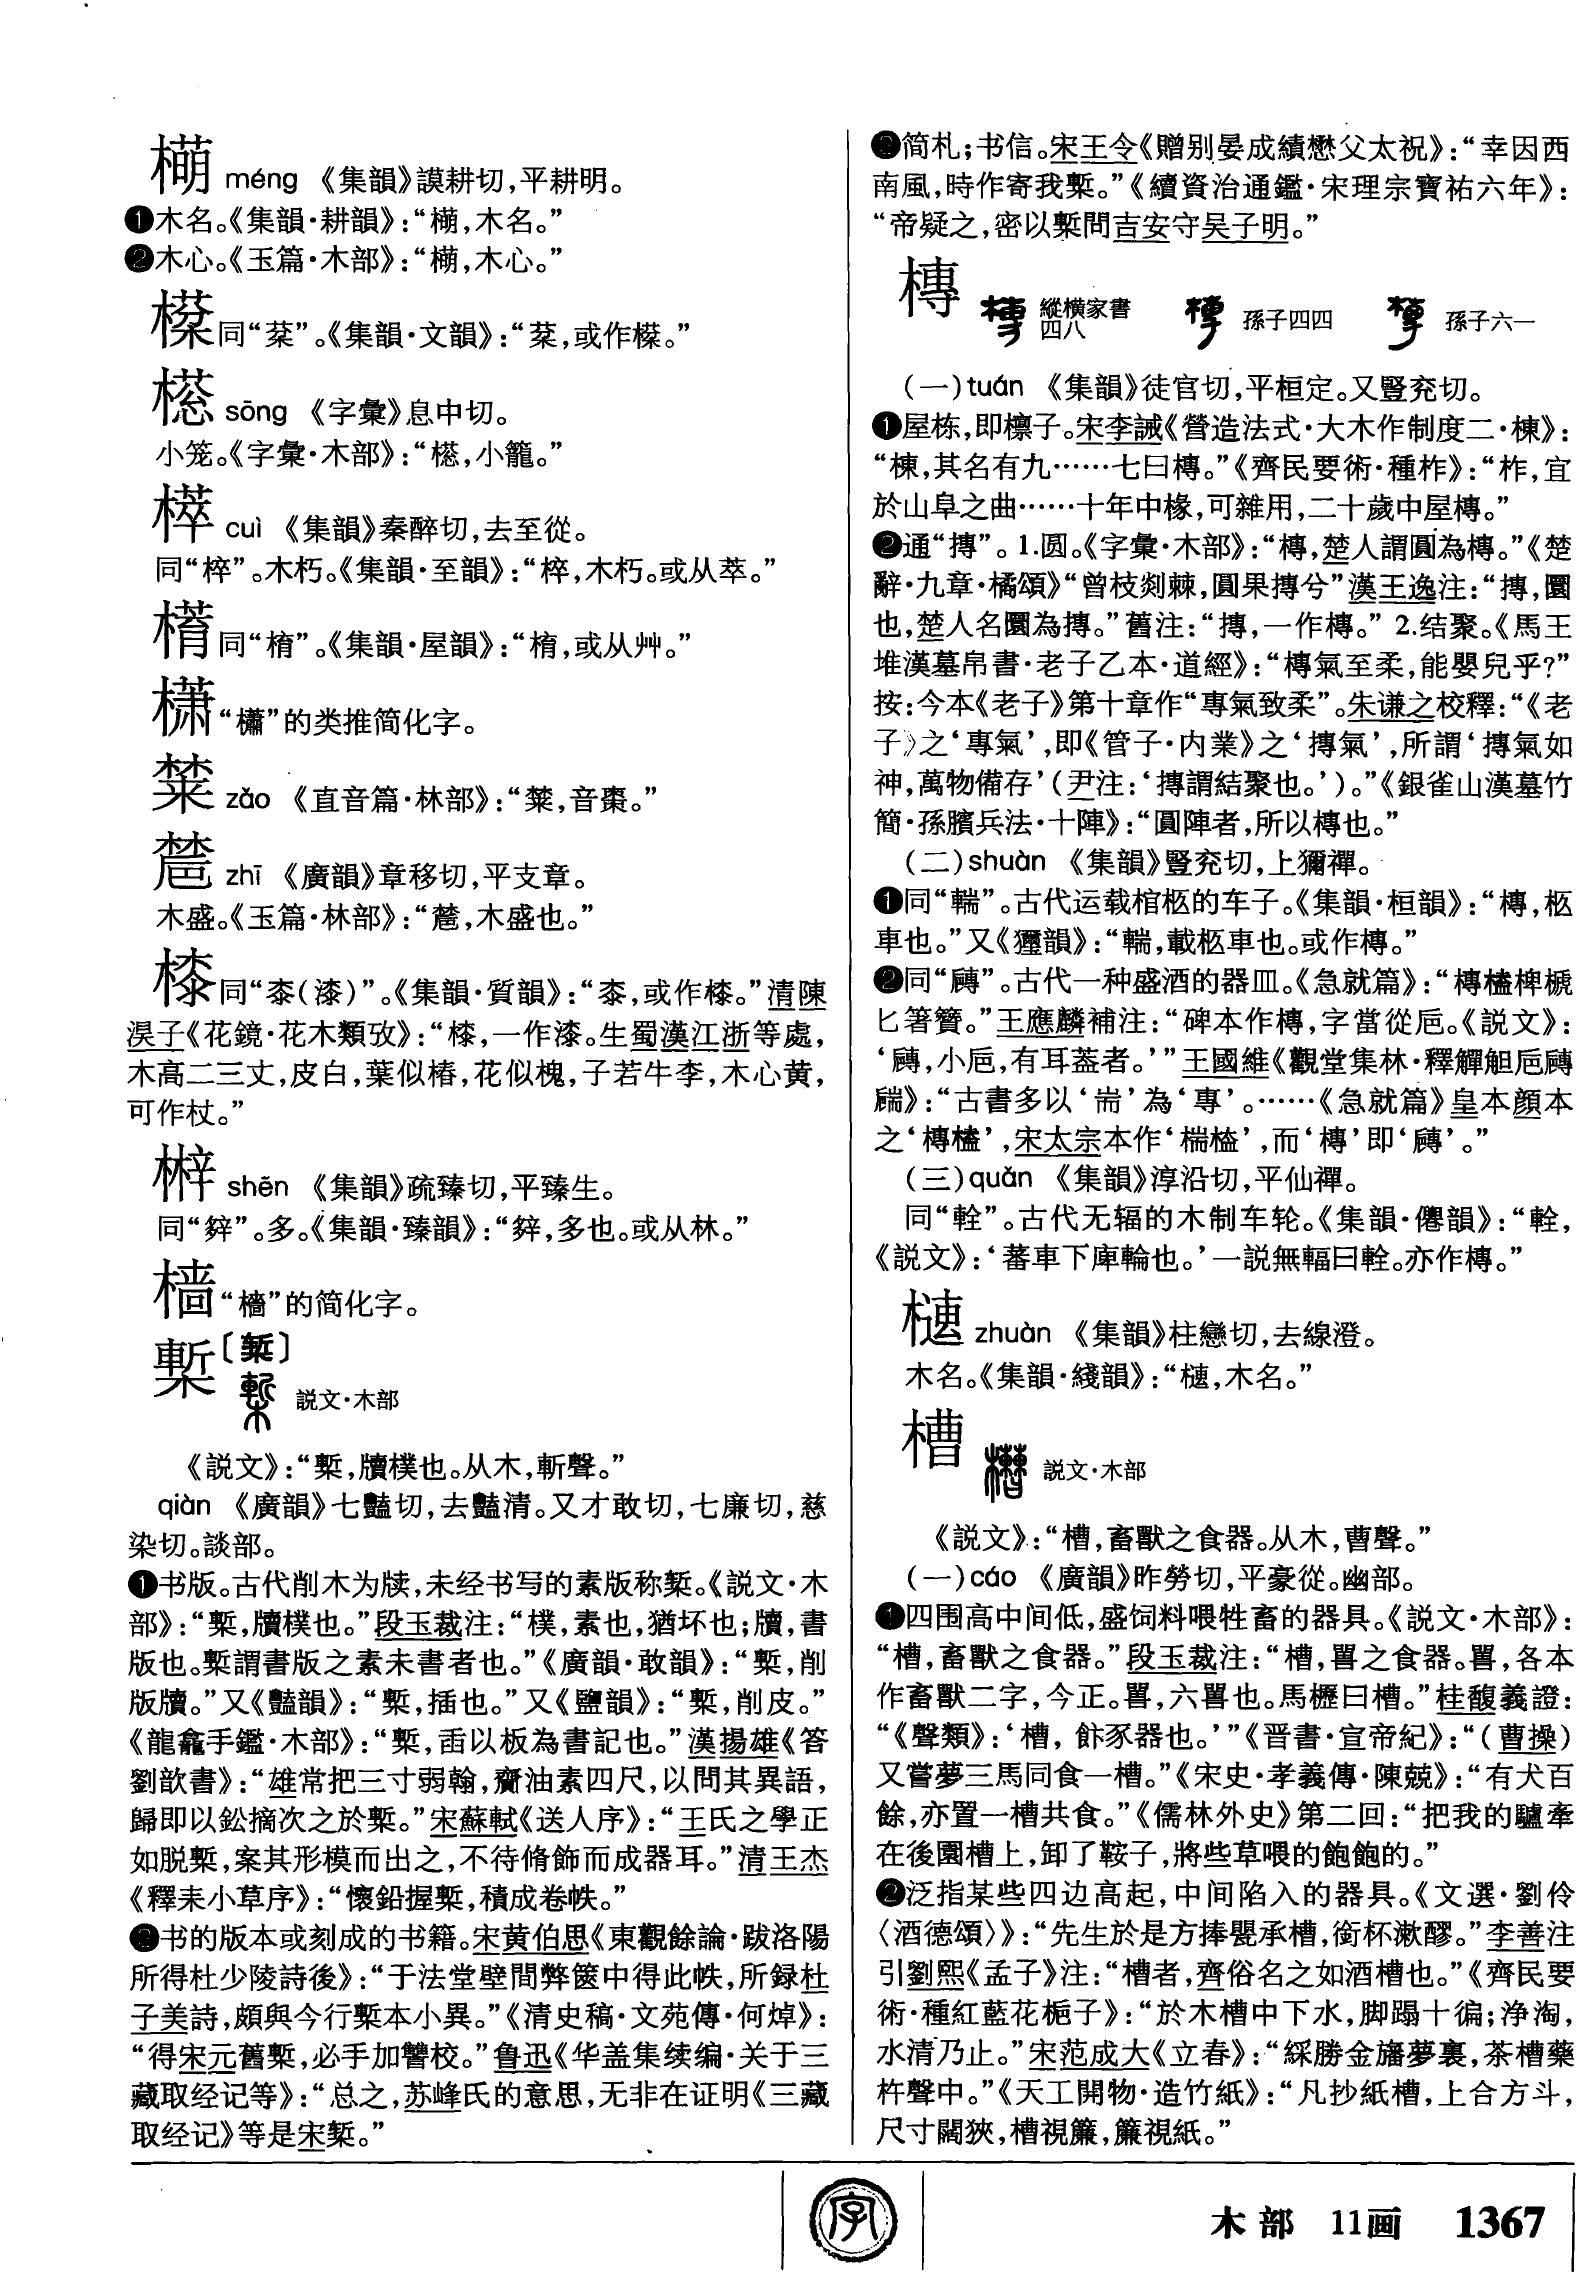 méng 《集韻》謨耕切，平耕明。
❶木名。《集韻·耕韻》：“，木名。”
❷木心。《玉篇·木部》：“，木心。”
同“棻”。《集韻·文韻》：“棻，或作。”
sōng 《字彙》息中切。
小笼。《字彙·木部》：“，小籠。”
cuì 《集韻》秦醉切，去至從。
同“椊”。木朽。《集韻·至韻》：“椊，木朽。或从萃。”
同“”。《集韻·屋韻》：“，或从艸。”
“櫹”的类推简化字。
zǎo 《直音篇·林部》：“，音棗。”
zhī 《廣韻》章移切，平支章。
木盛。《玉篇·林部》：“，木盛也。”
㯃同“桼（漆）”。《集韻·質韻》：“桼，或作㯃。”清陳
淏子《花鏡·花木類攷》：“㯃，一作漆。生蜀漢江浙等處，
木高二三丈，皮白，葉似椿，花似槐，子若牛李，木心黄，
可作杖。”
shēn 《集韻》疏臻切，平臻生。
同“”。多。《集韻·臻韻》：“，多也。或从林。”
樯“檣”的简化字。
槧〔椠〕
説文·木部
《説文》：“槧，牘樸也。从木，斬聲。”
qiàn 《廣韻》七豔切，去豔清。又才敢切，七廉切，慈
染切。談部。
❶书版。古代削木为牍，未经书写的素版称椠。《説文·木
部》：“槧，牘樸也。”段玉裁注：“樸，素也，猶坯也；牘，書
版也。槧謂書版之素未書者也。”《廣韻·敢韻》：“槧，削
版牘。”又《豔韻》：“槧，插也。”又《鹽韻》：“槧，削皮。”
《龍龕手鑑·木部》：“槧，臿以板為書記也。”漢揚雄《答
劉歆書》：“雄常把三寸弱翰，齎油素四尺，以問其異語，
歸即以鉛摘次之於槧。”宋蘇軾《送人序》：“王氏之學正
如脱槧，案其形模而出之，不待脩飾而成器耳。”清王杰
《釋耒小草序》：“懷鉛握槧，積成卷帙。”
❷书的版本或刻成的书籍。宋黄伯思《東觀餘論·跋洛陽
所得杜少陵詩後》：“于法堂壁間弊篋中得此帙，所録杜
子美詩，頗與今行槧本小異。”《清史稿·文苑傳·何焯》：
“得宋元舊槧，必手加讐校。”鲁迅《华盖集续编·关于三
藏取经记等》：“总之，苏峰氏的意思，无非在证明《三藏
取经记》等是宋椠。”
❸简札；书信。宋王令《贈别晏成績懋父太祝》：“幸因西
南風，時作寄我槧。”《續資治通鑑·宋理宗寶祐六年》：
“帝疑之，密以槧問吉安守吴子明。”
槫
縱横家書四八 孫子四四 孫子六一
（一）tuán 《集韻》徒官切，平桓定。又豎兖切。
❶屋栋，即檩子。宋李誡《營造法式·大木作制度二·棟》：
“棟，其名有九……七曰槫。”《齊民要術·種柞》：“柞，宜
於山阜之曲……十年中椽，可雜用，二十歲中屋槫。”
❷通“摶”。1.圆。《字彙·木部》：“槫，楚人謂圓為槫。”《楚
辭·九章·橘頌》“曾枝剡棘，圓果摶兮”漢王逸注：“摶，圜
也，楚人名圜為摶。”舊注：“摶，一作槫。” 2.结聚。《馬王
堆漢墓帛書·老子乙本·道經》：“槫氣至柔，能嬰兒乎？”
按：今本《老子》第十章作“專氣致柔”。朱谦之校釋：“《老
子》之‘專氣’，即《管子·内業》之‘摶氣’，所謂‘摶氣如
神，萬物備存’（尹注：‘摶謂結聚也。’）。”《銀雀山漢墓竹
簡·孫臏兵法·十陣》：“圓陣者，所以槫也。”
（二）shuàn 《集韻》豎兖切，上獮禪。
❶同“輲”。古代运载棺柩的车子。《集韻·桓韻》：“槫，柩
車也。”又《獮韻》：“輲，載柩車也。或作槫。”
❷同“䵎”。古代一种盛酒的器皿。《急就篇》：“槫榼椑榹
匕箸籫。”王應麟補注：“碑本作槫，字當從卮。《説文》：
‘，小卮，有耳蓋者。’”王國維《觀堂集林·釋觶觛卮
》：“古書多以‘耑’為‘專’。……《急就篇》皇本顔本
之‘槫榼’，宋太宗本作‘椯榼’，而‘槫’即‘’。”
（三）quǎn 《集韻》淳沿切，平仙禪。
同“輇”。古代无辐的木制车轮。《集韻·僊韻》：“輇，
《説文》：‘蕃車下庳輪也。’一説無輻曰輇。亦作槫。”
zhuàn 《集韻》柱戀切，去線澄。
木名。《集韻·綫韻》：“，木名。”
槽
説文·木部
《説文》：“槽，畜獸之食器。从木，曹聲。”
（一）cáo 《廣韻》昨勞切，平豪從。幽部。
❶四围高中间低，盛饲料喂牲畜的器具。《説文·木部》：
“槽，畜獸之食器。”段玉裁注：“槽，嘼之食器。嘼，各本
作畜獸二字，今正。嘼，六嘼也。馬櫪曰槽。”桂馥義證：
“《聲類》：‘槽，飤豕器也。’”《晋書·宣帝紀》：“（曹操）
又嘗夢三馬同食一槽。”《宋史·孝義傳·陳兢》：“有犬百
餘，亦置一槽共食。”《儒林外史》第二回：“把我的驢牽
在後園槽上，卸了鞍子，將些草喂的飽飽的。”
❷泛指某些四边高起，中间陷入的器具。《文選·劉伶
〈酒德頌〉》：“先生於是方捧甖承槽，銜杯漱醪。”李善注
引劉熙《孟子》注：“槽者，齊俗名之如酒槽也。”《齊民要
術·種紅藍花栀子》：“於木槽中下水，脚蹋十徧；浄淘，
水清乃止。”宋范成大《立春》：“綵勝金旛夢裏，茶槽藥
杵聲中。”《天工開物·造竹紙》：“凡抄紙槽，上合方斗，
尺寸闊狹，槽視簾，簾視紙。”
字
木部 11画 1367